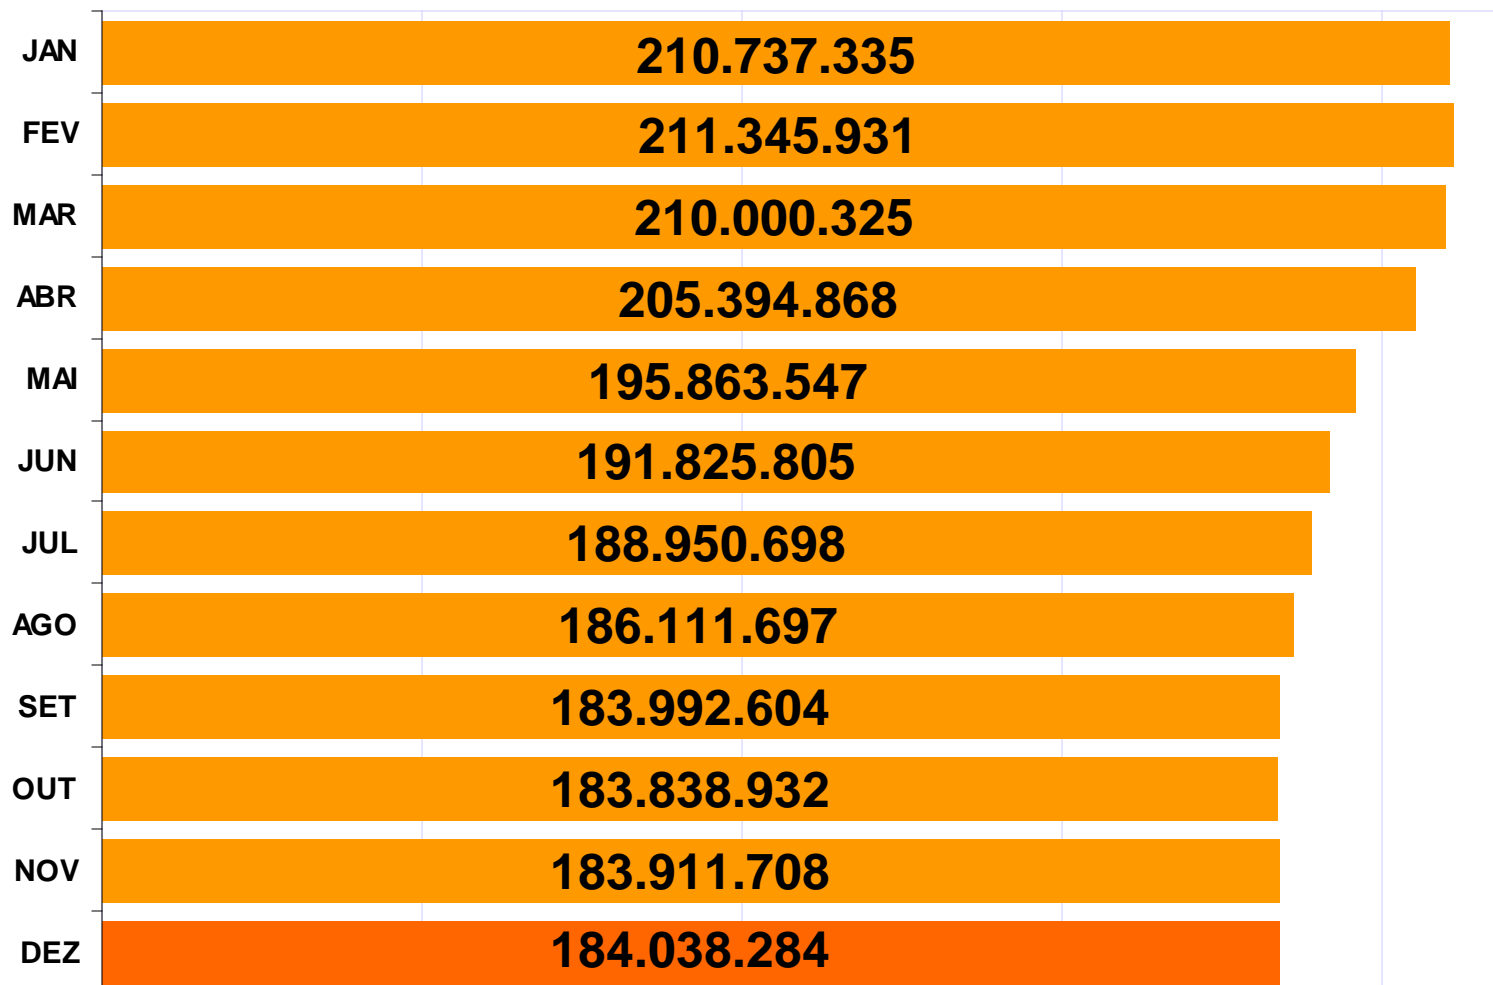 JAN 210.737.335
FEV 211.345.931
MAR 210.000.325
ABR 205.394.868
MAI 195.863.547
JUN 191.825.805
JUL 188.950.698
AGO 186.111.697
SET 183.992.604
OUT 183.838.932
NOV 183.911.708
DEZ 184.038.284